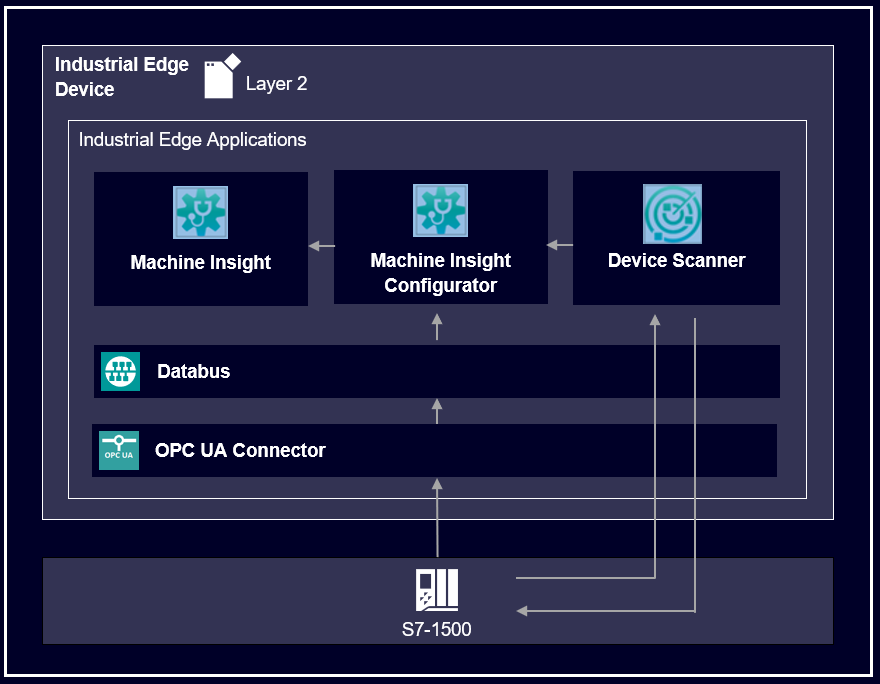 Industrial Edge
Device
Layer 2
Industrial Edge Applications
Machine Insight
Machine Insight
Configurator
Device Scanner
Databus
OPC UA
OPC UA Connector
S7-1500